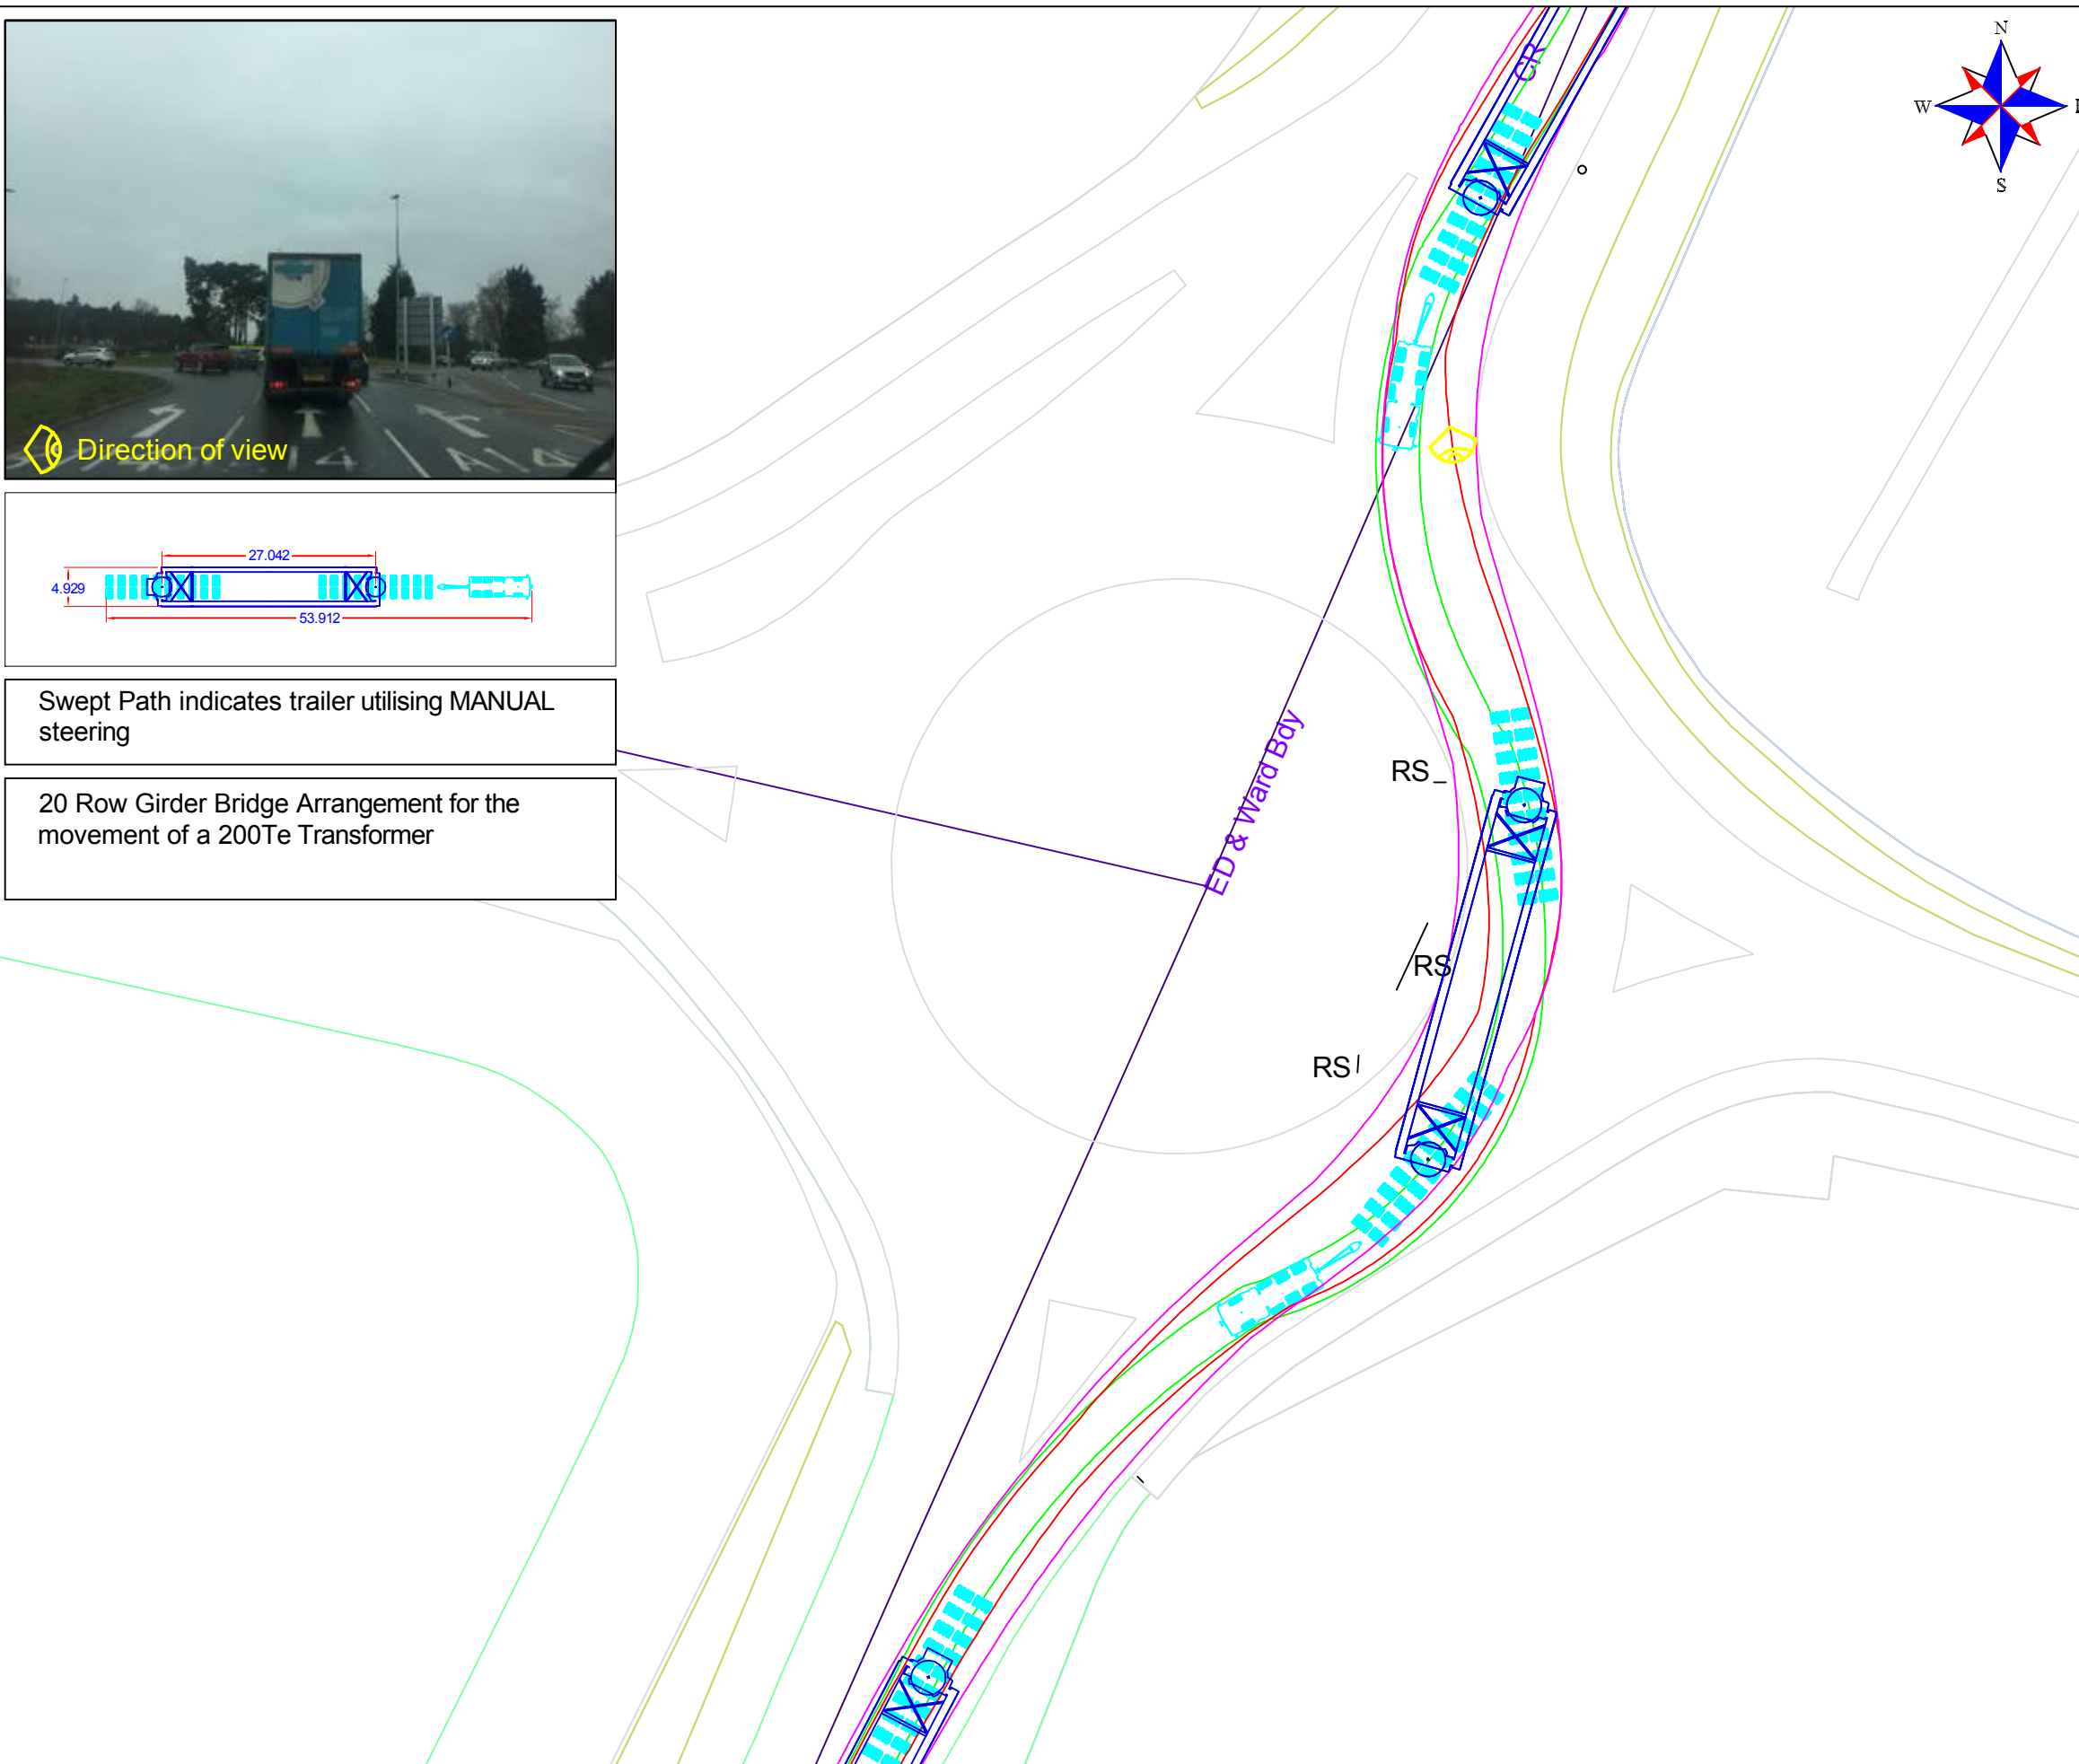 Direction of view
A14
27.042
4.929
53.912
Swept Path indicates trailer utilising MANUAL
steering
20 Row Girder Bridge Arrangement for the
movement of a 200Te Transformer
N
W
S
CR
ED & Ward Bdy
RS
RS
RS